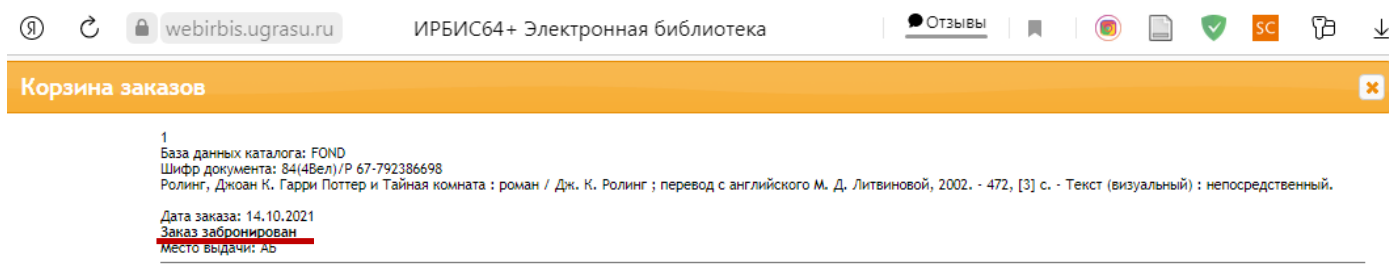 webirbis.ugrasu.ru ИРБИС64+ Электронная библиотека Отзывы SC
Корзина заказов
1
База данных каталога: FOND
Шифр документа: 84(4Вел)/Р 67-792386698
Ролинг, Джоан К. Гарри Поттер и Тайная комната : роман / Дж. К. Ролинг ; перевод с английского М. Д. Литвиновой, 2002. - 472, [3] с. - Текст (визуальный) : непосредственный.
Дата заказа: 14.10.2021
Заказ забронирован
Место выдачи: АБ